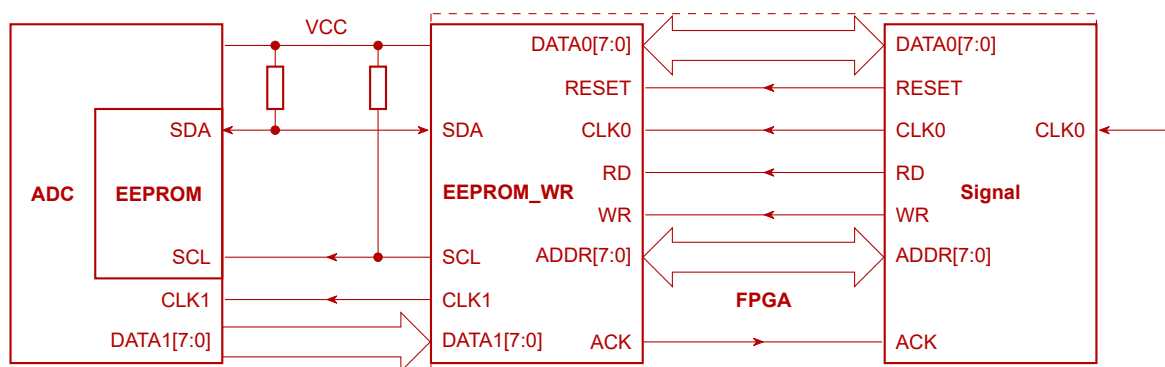 VCC
DATA0[7:0] DATA0[7:0]
RESET RESET
SDA SDA CLK0 CLK0 CLK0
RD RD
ADC EEPROM EEPROM_WR Signal
WR WR
SCL SCL ADDR[7:0] ADDR[7:0]
CLK1 CLK1 FPGA
DATA1[7:0] DATA1[7:0] ACK ACK